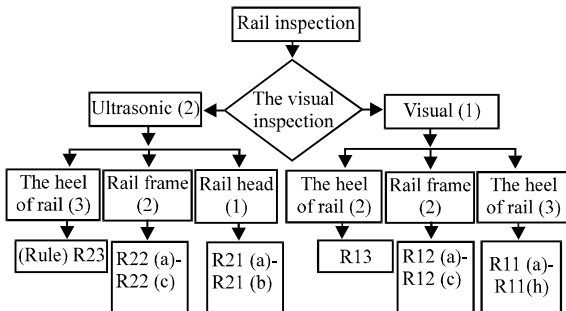 Rail inspection
The visual
inspection
Ultrasonic (2)
Visual (1)
The heel
of rail (3)
Rail frame
(2)
Rail head
(1)
The heel
of rail (2)
Rail frame
(2)
The heel
of rail (3)
(Rule) R23
R22 (a)-
R22 (c)
R21 (a)-
R21 (b)
R13
R12 (a)-
R12 (c)
R11 (a)-
R11(h)